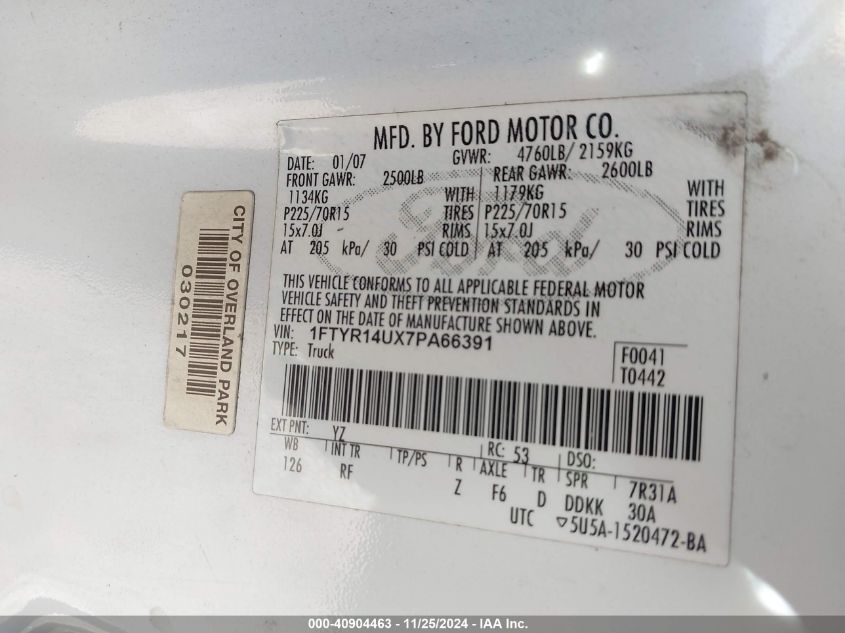 MFD. BY FORD MOTOR CO.
DATE: 01/07 GVWR: 4760LB/ 2159KG
FRONT GAWR: 2500LB REAR GAWR: 2600LB
1134KG WITH 1179KG WITH
P225/70R15 TIRES P225/70R15 TIRES
15x7.0J RIMS 15x7.0J RIMS
AT 205 kPa/ 30 PSI COLD AT 205 kPa/ 30 PSI COLD
Ford
THIS VEHICLE CONFORMS TO ALL APPLICABLE FEDERAL MOTOR
VEHICLE SAFETY AND THEFT PREVENTION STANDARDS IN
EFFECT ON THE DATE OF MANUFACTURE SHOWN ABOVE.
VIN: 1FTYR14UX7PA66391
TYPE: Truck
F0041
T0442
EXT PNT: YZ RC: 53 DSO:
WB INT TR TP/PS R AXLE TR SPR 7R31A
126 RF Z F6 D DDKK 30A
UTC ▽5U5A-1520472-BA
CITY OF OVERLAND PARK
030217
000-40904463 - 11/25/2024 - IAA Inc.